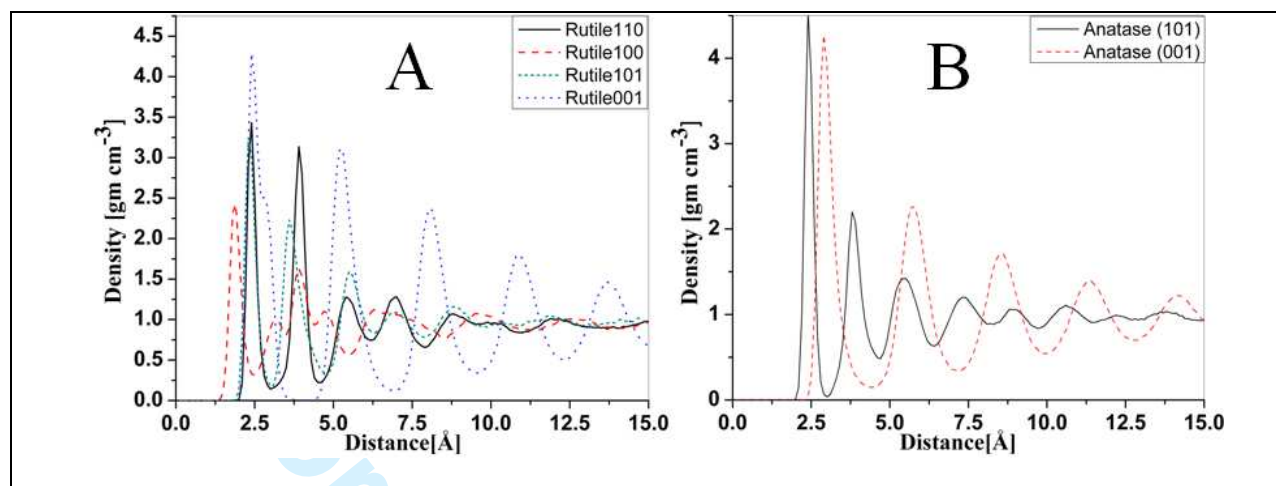 A
Rutile110
Rutile100
Rutile101
Rutile001
Density [gm cm-3]
4.5
4.0
3.5
3.0
2.5
2.0
1.5
1.0
0.5
0.0
0.0 2.5 5.0 7.5 10.0 12.5 15.0
Distance[Å]
B
Anatase (101)
Anatase (001)
Density [gm cm-3]
4
3
2
1
0
0.0 2.5 5.0 7.5 10.0 12.5 15.0
Distance[Å]